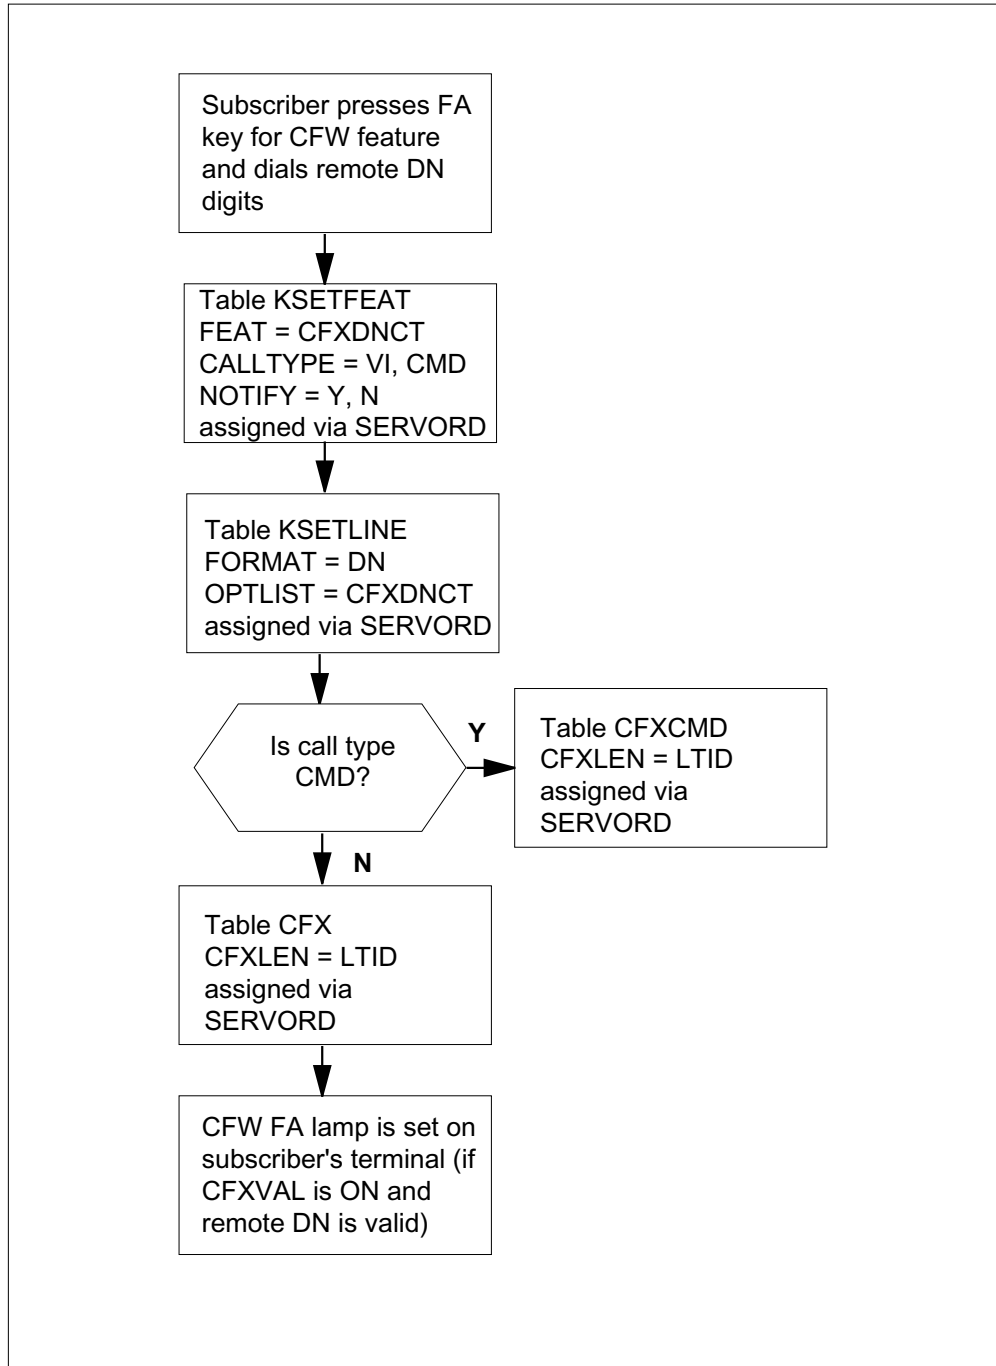 Subscriber presses FA
key for CFW feature
and dials remote DN
digits
Table KSETFEAT
FEAT = CFXDNCT
CALLTYPE = VI, CMD
NOTIFY = Y, N
assigned via SERVORD
Table KSETLINE
FORMAT = DN
OPTLIST = CFXDNCT
assigned via SERVORD
Is call type
CMD?
Y
Table CFXCMD
CFXLEN = LTID
assigned via
SERVORD
N
Table CFX
CFXLEN = LTID
assigned via
SERVORD
CFW FA lamp is set on
subscriber's terminal (if
CFXVAL is ON and
remote DN is valid)